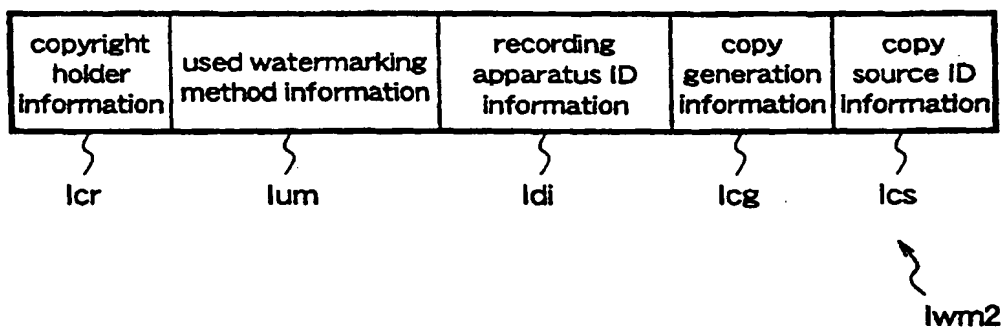 copyright holder information
used watermarking method information
recording apparatus ID information
copy generation information
copy source ID information
Icr
Ium
Idi
Icg
Ics
Iwm2